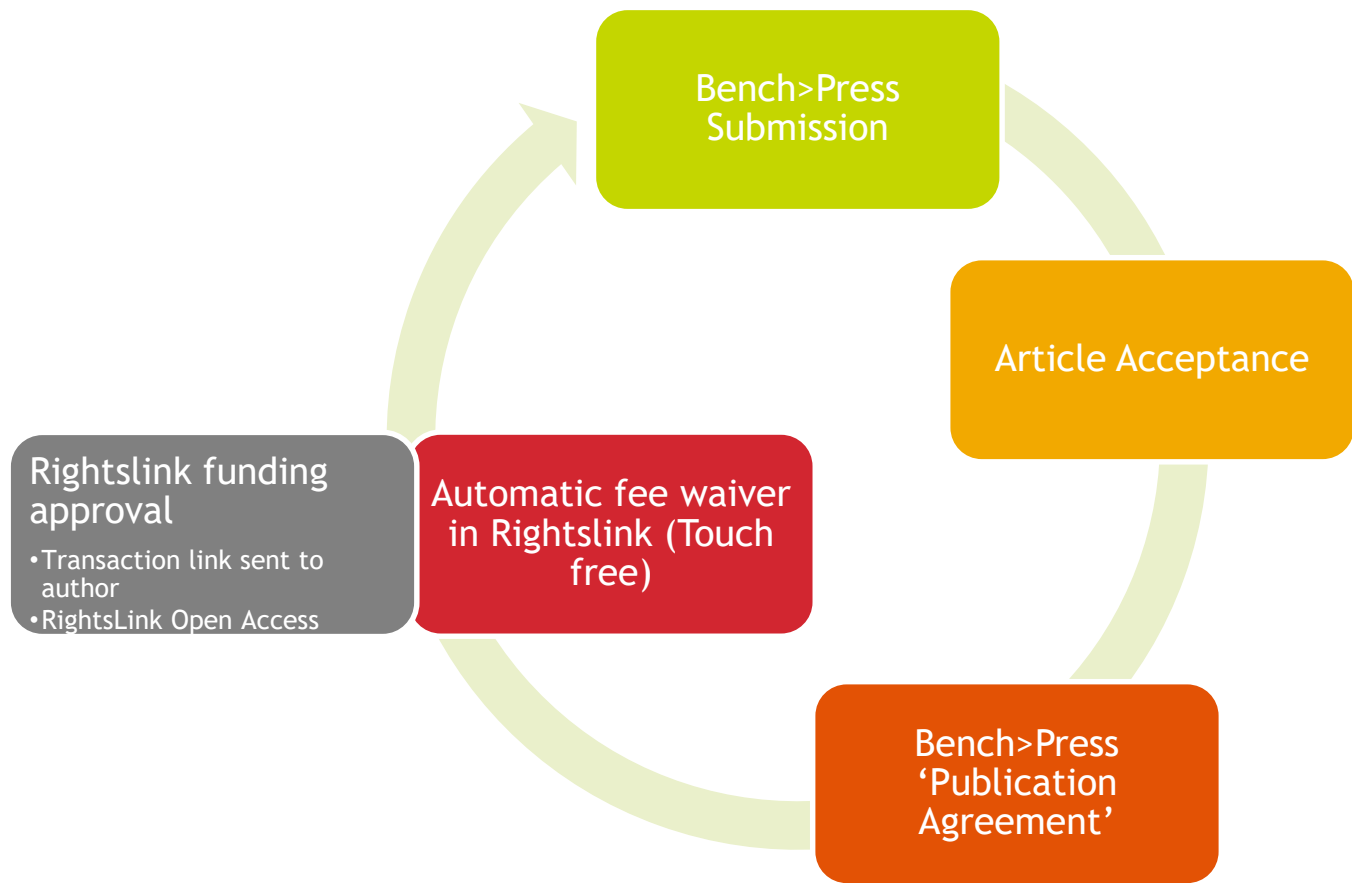 Bench>Press
Submission
Article Acceptance
Bench>Press
‘Publication
Agreement’
Automatic fee waiver
in Rightslink (Touch
free)
Rightslink funding
approval
•Transaction link sent to
author
•RightsLink Open Access